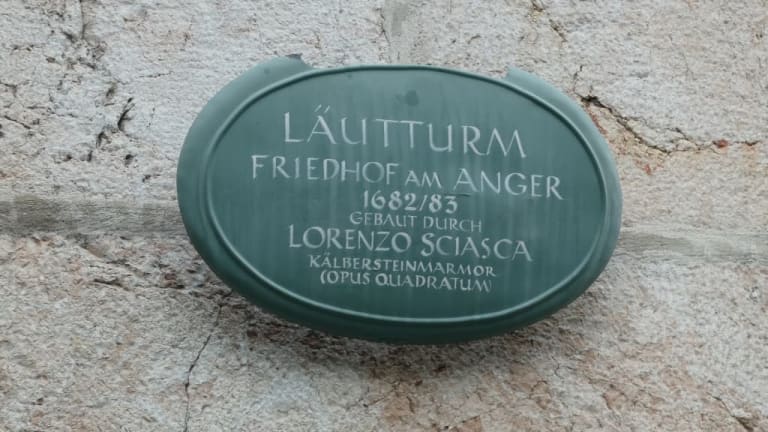 LÄUTTURM
FRIEDHOF AM ANGER
1682/83
GEBAUT DURCH
LORENZO SCIASCA
KÄLBERSTEINMARMOR
(OPUS QUADRATUM)